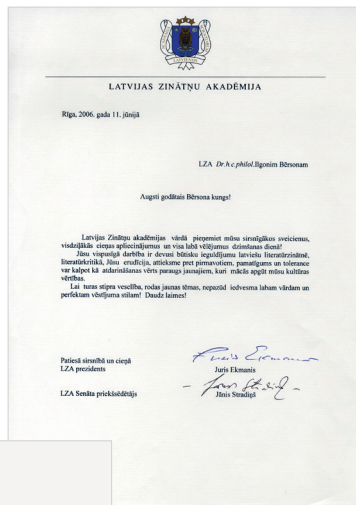 LATVIJAS ZINĀTŅU AKADĒMIJA
Rīga, 2006. gada 11. jūnijā
LZA Dr.h.c.philol.Ilgonim Bērsonam
Augsti godātais Bērsona kungs!
Latvijas Zinātņu akadēmijas vārdā pieņemiet mūsu sirsnīgākos sveicienus,
visdziļākās cieņas apliecinājumus un visa labā vēlējumus dzimšanas dienā!
Jūsu vispusīgā darbība ir devusi būtisku ieguldījumu latviešu literatūrzinātnē,
literatūrkritikā, Jūsu erudīcija, attieksme pret pirmavotiem, pamatīgums un tolerance
var kalpot kā atdarināšanas vērts paraugs jaunajiem, kuri mācās apgūt mūsu kultūras
vērtības.
Lai turas stipra veselība, rodas jaunas tēmas, nepazūd iedvesma labam vārdam un
perfektam vēstījuma stilam! Daudz laimes!
Patiesā sirsnībā un cieņā
LZA prezidents
Juris Ekmanis
LZA Senāta priekšsēdētājs
Jānis Stradiņš